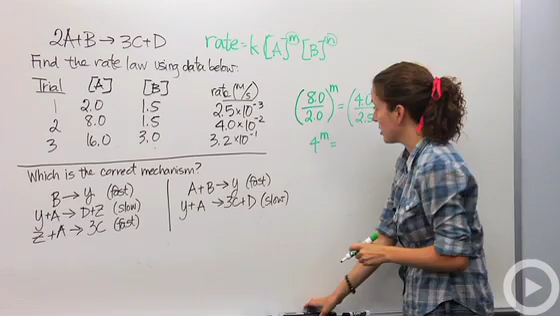 2A+B→3C+D
Find the rate law using data below:
Trial [A] [B] rate (M/s)
1 2.0 1.5 2.5×10⁻³
2 8.0 1.5 4.0×10⁻²
3 16.0 3.0 3.2×10⁻¹
Which is the correct mechanism?
B→y (fast)
y+A→D+Z (slow)
Z+A→3C (fast)
A+B→y (fast)
y+A→3C+D (slow)
rate=k[A]ᵐ[B]ⁿ
(8.0/2.0)ᵐ=(4.0/2.5
4ᵐ=